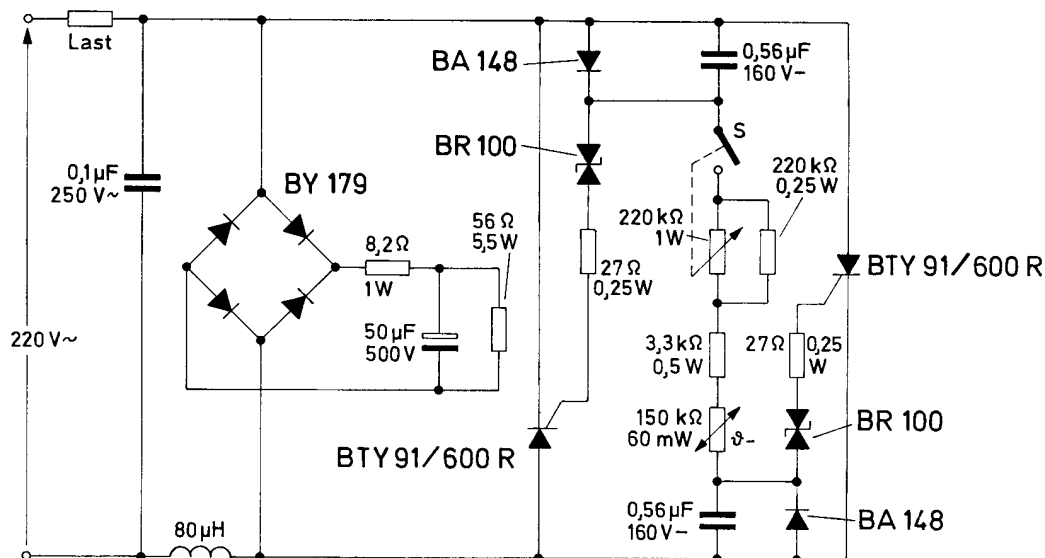 Last
BA 148
0,56 µF
160 V–
S
BR 100
220 kΩ
0,25 W
0,1 µF
250 V~
BY 179
56 Ω
5,5 W
220 kΩ
1 W
8,2 Ω
1 W
27 Ω
0,25 W
BTY 91/600 R
220 V~
50 µF
500 V
3,3 kΩ
0,5 W
27 Ω
0,25
W
150 kΩ
60 mW
ϑ–
BR 100
BTY 91/600 R
80 µH
0,56 µF
160 V–
BA 148